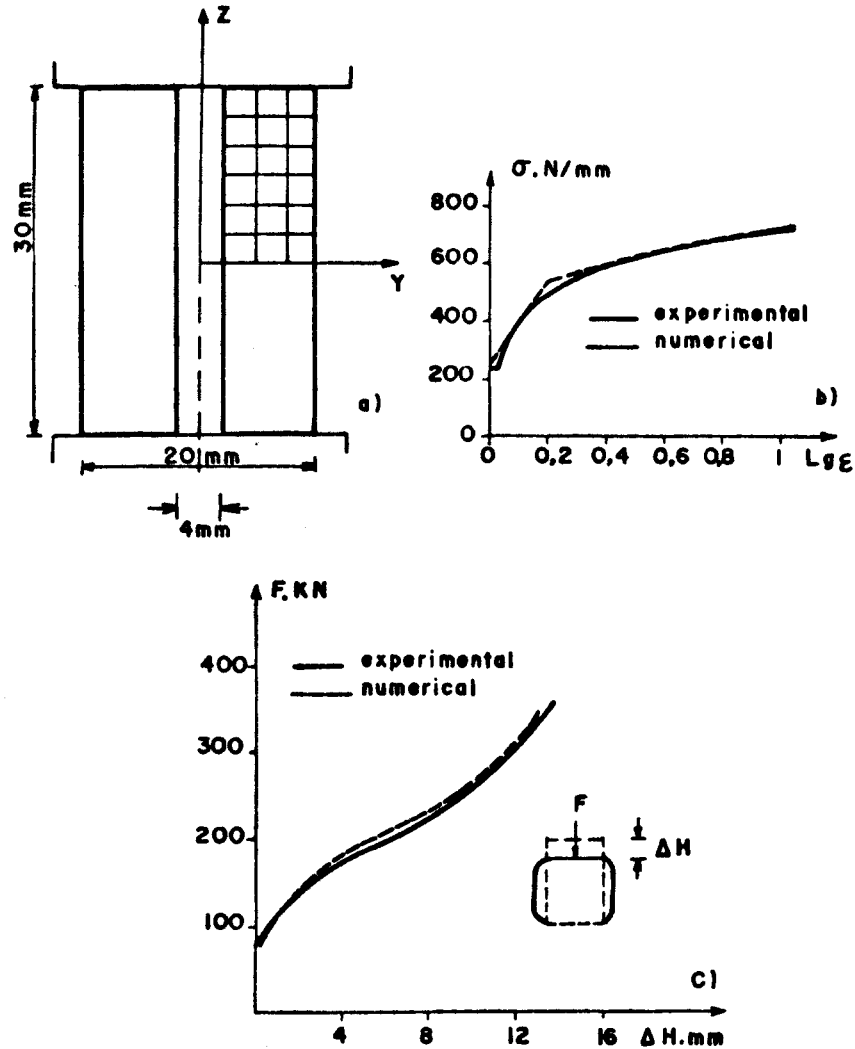 Z
30mm
Y
a)
20mm
4mm
σ.N/mm
800
600
400
200
0
experimental
numerical
b)
0 0,2 0,4 0,6 0,8 1 Lg ε
F.KN
400
300
200
100
experimental
numerical
F
ΔH
c)
4 8 12 16 ΔH.mm